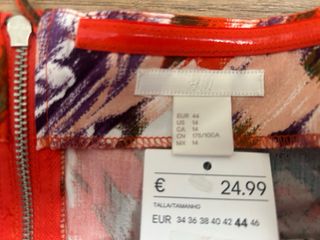 H&M
EUR 44
US 14
CA 14
CN 175/100A
MX 14
€ 24.99
TALLA/TAMANHO
EUR 34 36 38 40 42 44 46